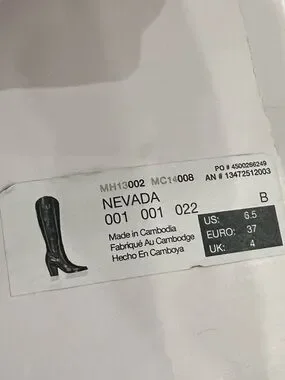 PO # 4500266249
MH13002 MC14008 AN # 13472512003
NEVADA
001 001 022 B
Made in Cambodia
Fabriqué Au Cambodge
Hecho En Camboya
US: 6.5
EURO: 37
UK: 4